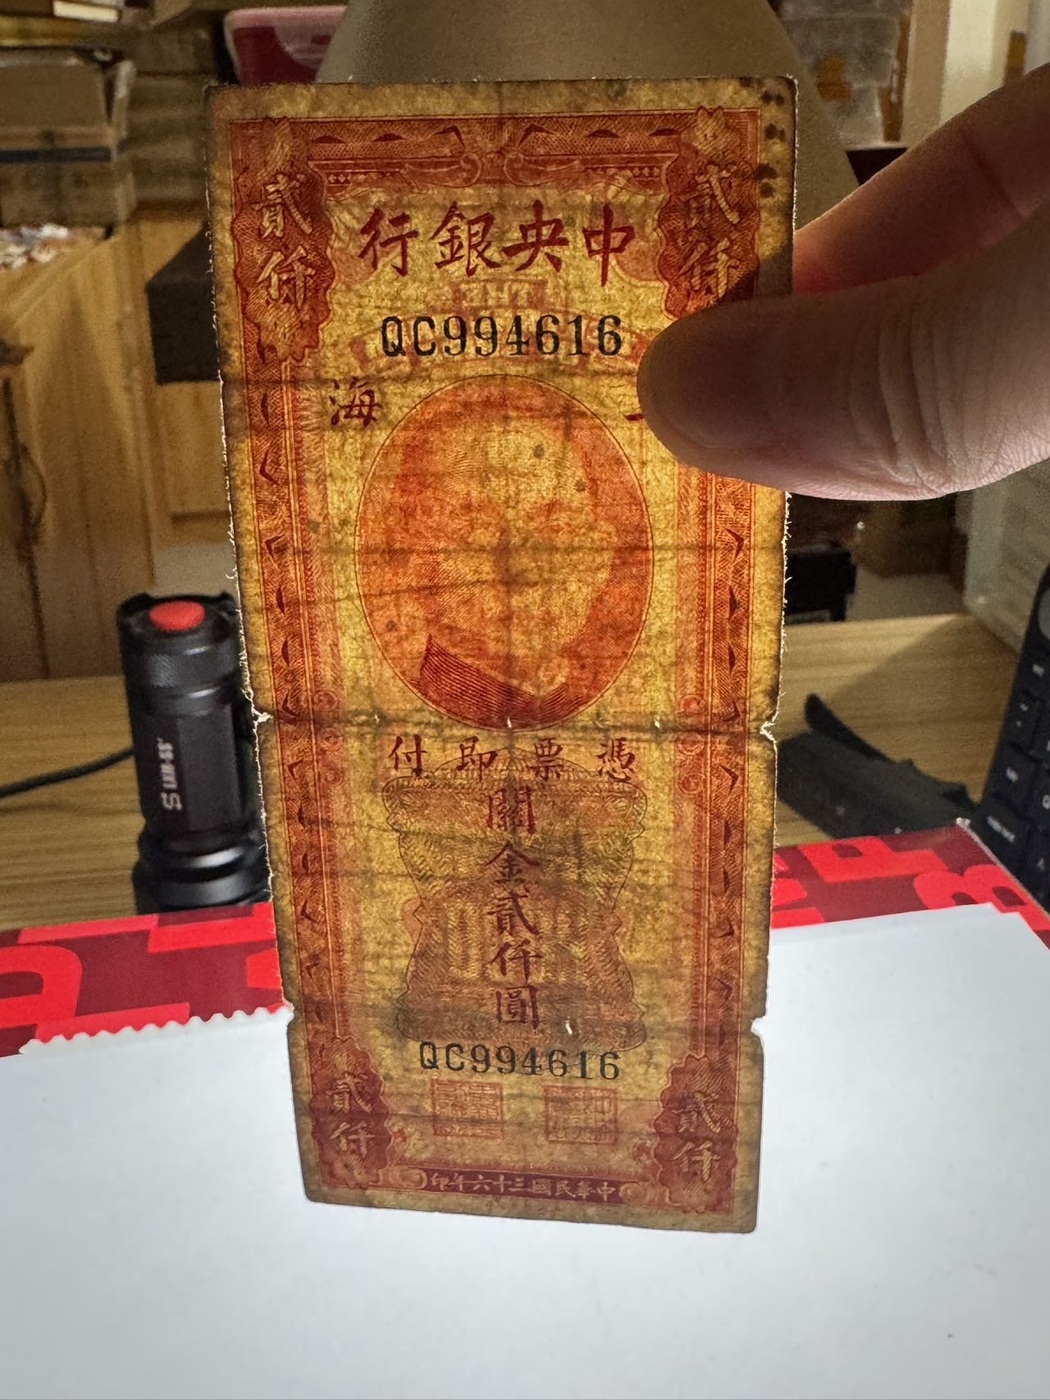 中央銀行
貳仟
貳仟
QC994616
海
憑票即付
關金貳仟圓
QC994616
貳仟
貳仟
中華民國三十六年印